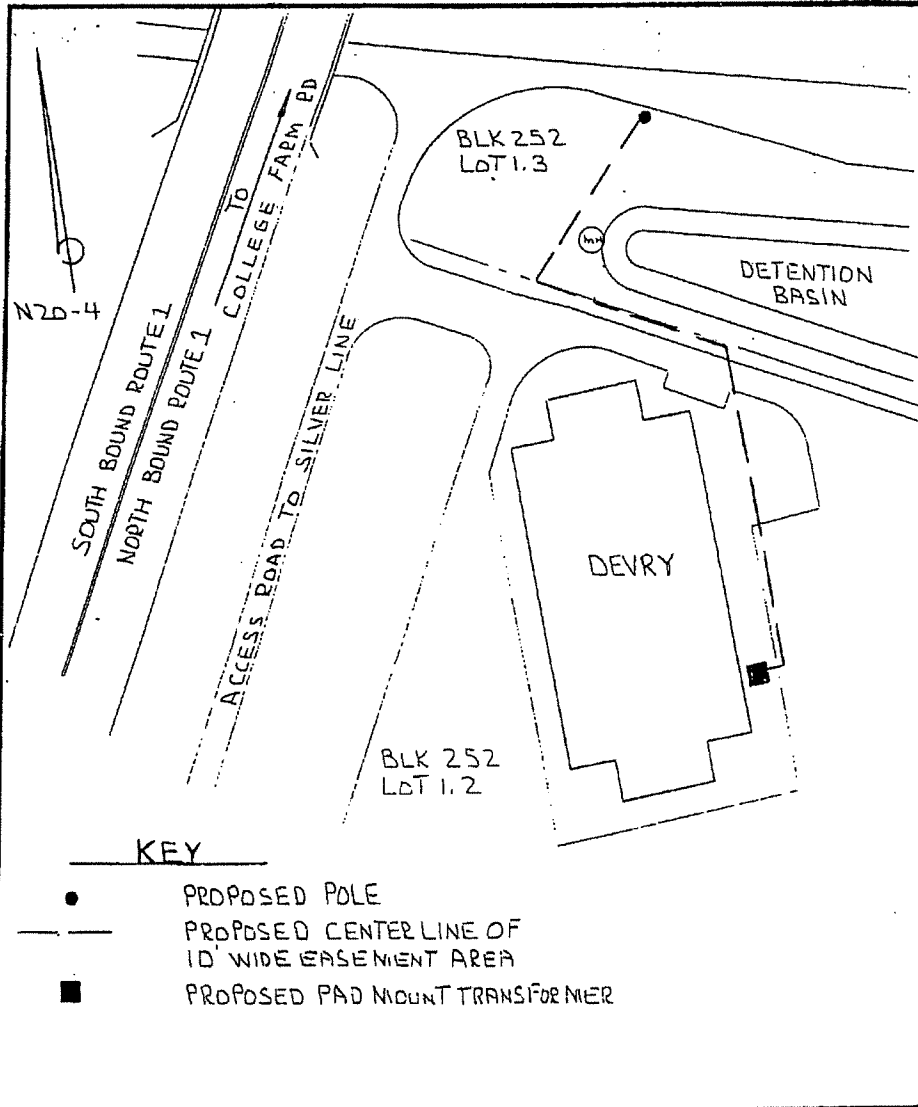 BLK 252
LOT 1.3
MH
DETENTION
BASIN
N20-4
TO
COLLEGE FARM RD
SOUTH BOUND ROUTE 1
NORTH BOUND ROUTE 1
ACCESS ROAD TO SILVER LINE
DEVRY
BLK 252
LOT 1.2
KEY
PROPOSED POLE
PROPOSED CENTER LINE OF
10' WIDE EASEMENT AREA
PROPOSED PAD MOUNT TRANSFORMER